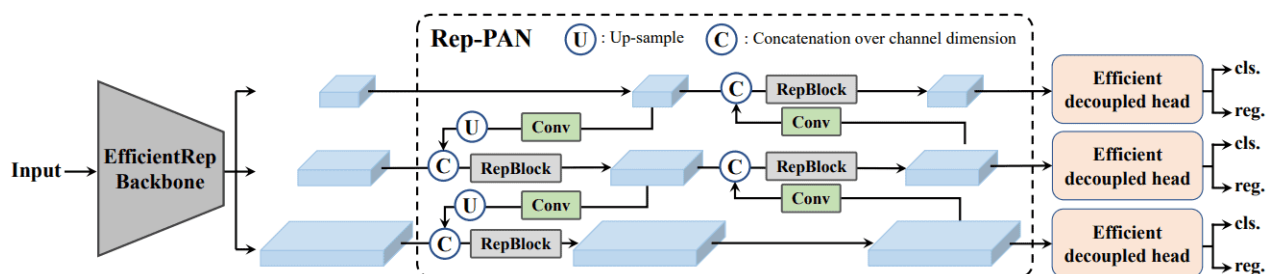 Rep-PAN
U : Up-sample
C : Concatenation over channel dimension
C
RepBlock
Efficient
decoupled head
cls.
reg.
U
Conv
Conv
Input
EfficientRep
Backbone
C
RepBlock
C
RepBlock
Efficient
decoupled head
cls.
reg.
U
Conv
Conv
C
RepBlock
Efficient
decoupled head
cls.
reg.